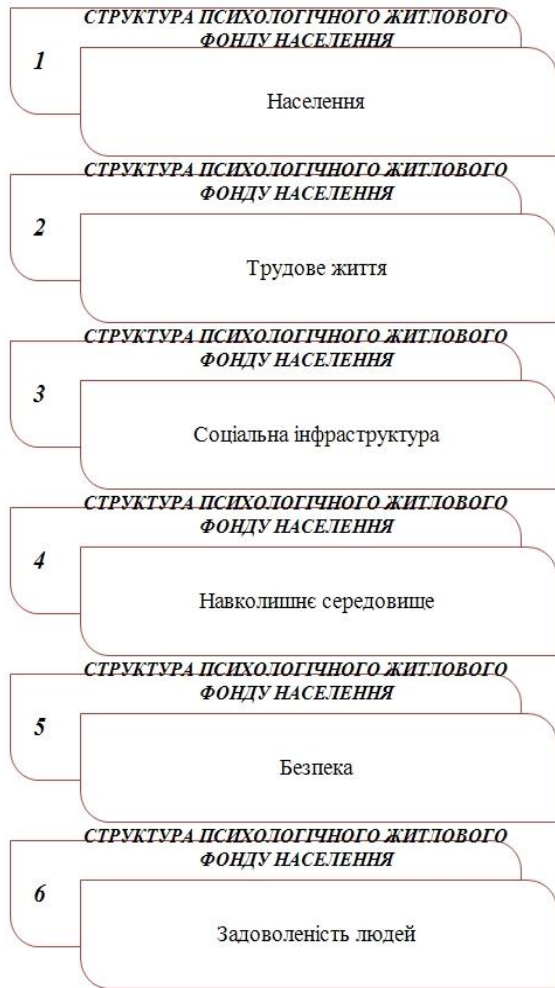 СТРУКТУРА ПСИХОЛОГІЧНОГО ЖИТЛОВОГО
ФОНДУ НАСЕЛЕННЯ
1
Населення
СТРУКТУРА ПСИХОЛОГІЧНОГО ЖИТЛОВОГО
ФОНДУ НАСЕЛЕННЯ
2
Трудове життя
СТРУКТУРА ПСИХОЛОГІЧНОГО ЖИТЛОВОГО
ФОНДУ НАСЕЛЕННЯ
3
Соціальна інфраструктура
СТРУКТУРА ПСИХОЛОГІЧНОГО ЖИТЛОВОГО
ФОНДУ НАСЕЛЕННЯ
4
Навколишнє середовище
СТРУКТУРА ПСИХОЛОГІЧНОГО ЖИТЛОВОГО
ФОНДУ НАСЕЛЕННЯ
5
Безпека
СТРУКТУРА ПСИХОЛОГІЧНОГО ЖИТЛОВОГО
ФОНДУ НАСЕЛЕННЯ
6
Задоволеність людей